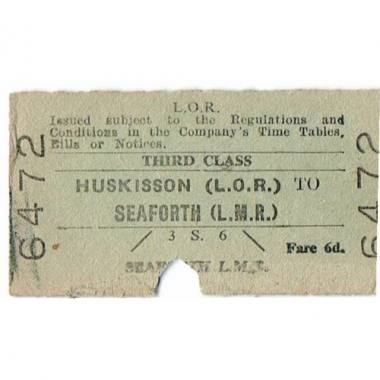 L.O.R.
Issued subject to the Regulations and
Conditions in the Company's Time Tables,
Bills or Notices.
THIRD CLASS
HUSKISSON (L.O.R.) TO
SEAFORTH (L.M.R.)
3 S. 6
Fare 6d.
SEAFORTH L.M.R.
6472
6472